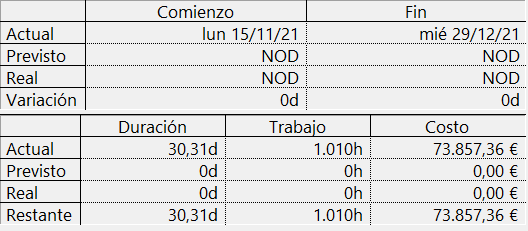 Comienzo Fin
Actual lun 15/11/21 mié 29/12/21
Previsto NOD NOD
Real NOD NOD
Variación 0d 0d
Duración Trabajo Costo
Actual 30,31d 1.010h 73.857,36 €
Previsto 0d 0h 0,00 €
Real 0d 0h 0,00 €
Restante 30,31d 1.010h 73.857,36 €